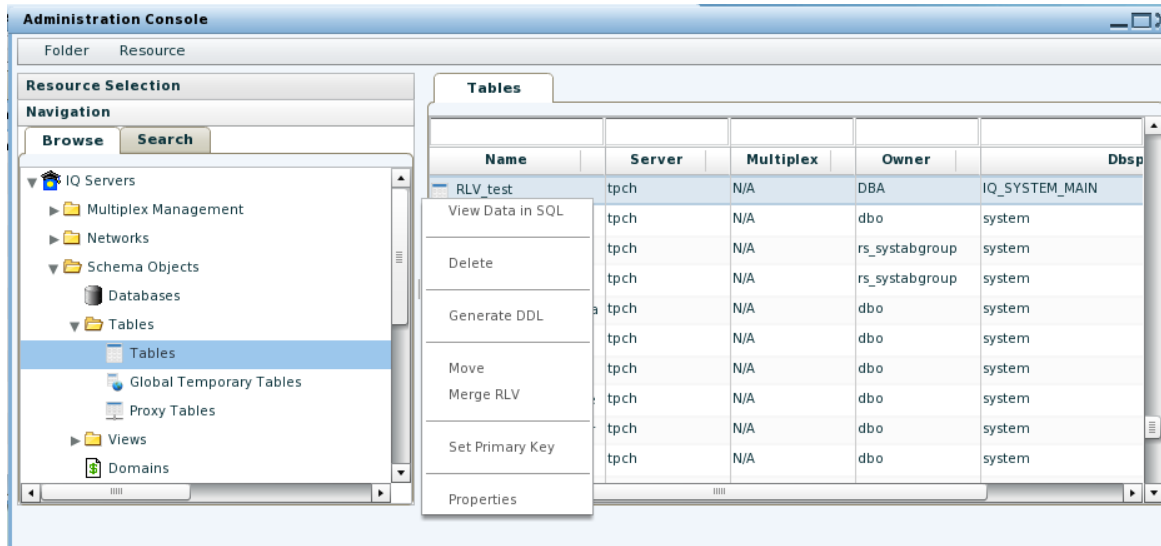 Administration Console
Folder Resource
Resource Selection
Navigation
Browse Search
IQ Servers
Multiplex Management
Networks
Schema Objects
Databases
Tables
Tables
Global Temporary Tables
Proxy Tables
Views
Domains
Tables
Name Server Multiplex Owner Dbsp
RLV_test tpch N/A DBA IQ_SYSTEM_MAIN
tpch N/A dbo system
tpch N/A rs_systabgroup system
tpch N/A rs_systabgroup system
a tpch N/A dbo system
tpch N/A dbo system
tpch N/A dbo system
tpch N/A dbo system
tpch N/A dbo system
tpch N/A dbo system
View Data in SQL
Delete
Generate DDL
Move
Merge RLV
Set Primary Key
Properties